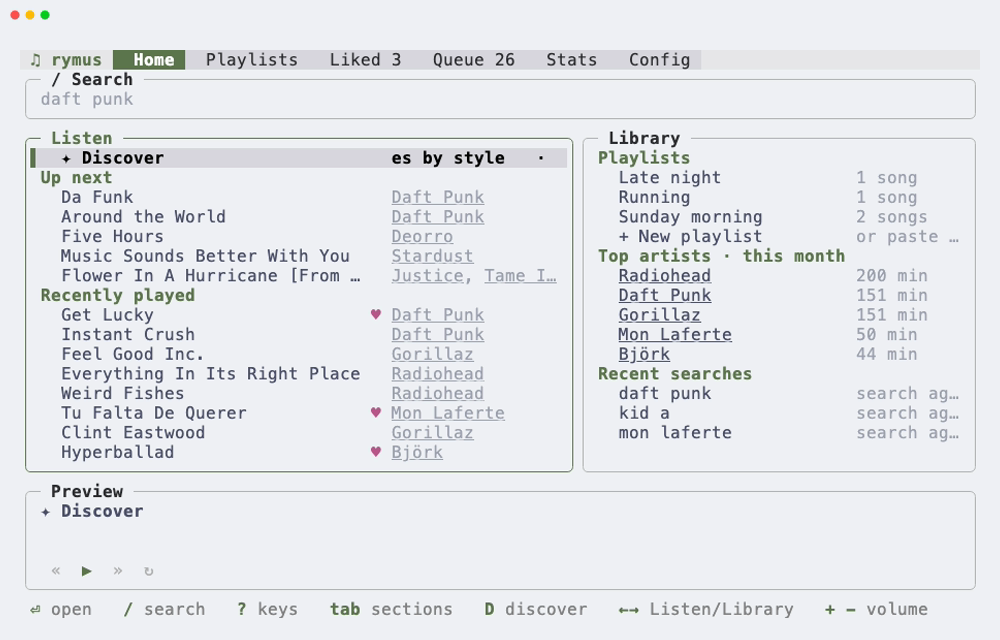 ♫ rymus Home Playlists Liked 3 Queue 26 Stats Config
/ Search
daft punk
Listen
✦ Discover es by style ·
Up next
Da Funk Daft Punk
Around the World Daft Punk
Five Hours Deorro
Music Sounds Better With You Stardust
Flower In A Hurricane [From … Justice, Tame I…
Recently played
Get Lucky ♥ Daft Punk
Instant Crush Daft Punk
Feel Good Inc. Gorillaz
Everything In Its Right Place Radiohead
Weird Fishes Radiohead
Tu Falta De Querer ♥ Mon Laferte
Clint Eastwood Gorillaz
Hyperballad ♥ Björk
Library
Playlists
Late night 1 song
Running 1 song
Sunday morning 2 songs
+ New playlist or paste …
Top artists · this month
Radiohead 200 min
Daft Punk 151 min
Gorillaz 151 min
Mon Laferte 50 min
Björk 44 min
Recent searches
daft punk search ag…
kid a search ag…
mon laferte search ag…
Preview
✦ Discover
« ▶ » ↻
⏎ open / search ? keys tab sections D discover ←→ Listen/Library + − volume